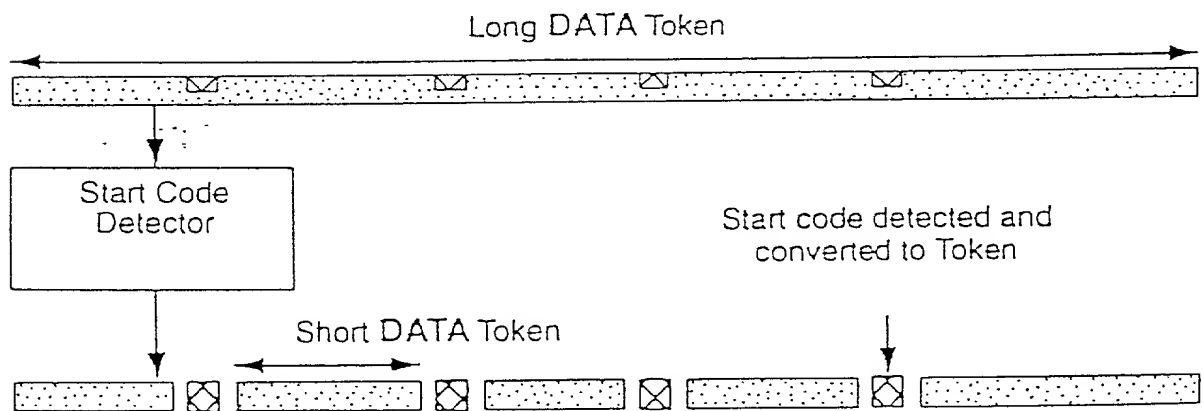 Long DATA Token
Start Code
Detector
Start code detected and
converted to Token
Short DATA Token